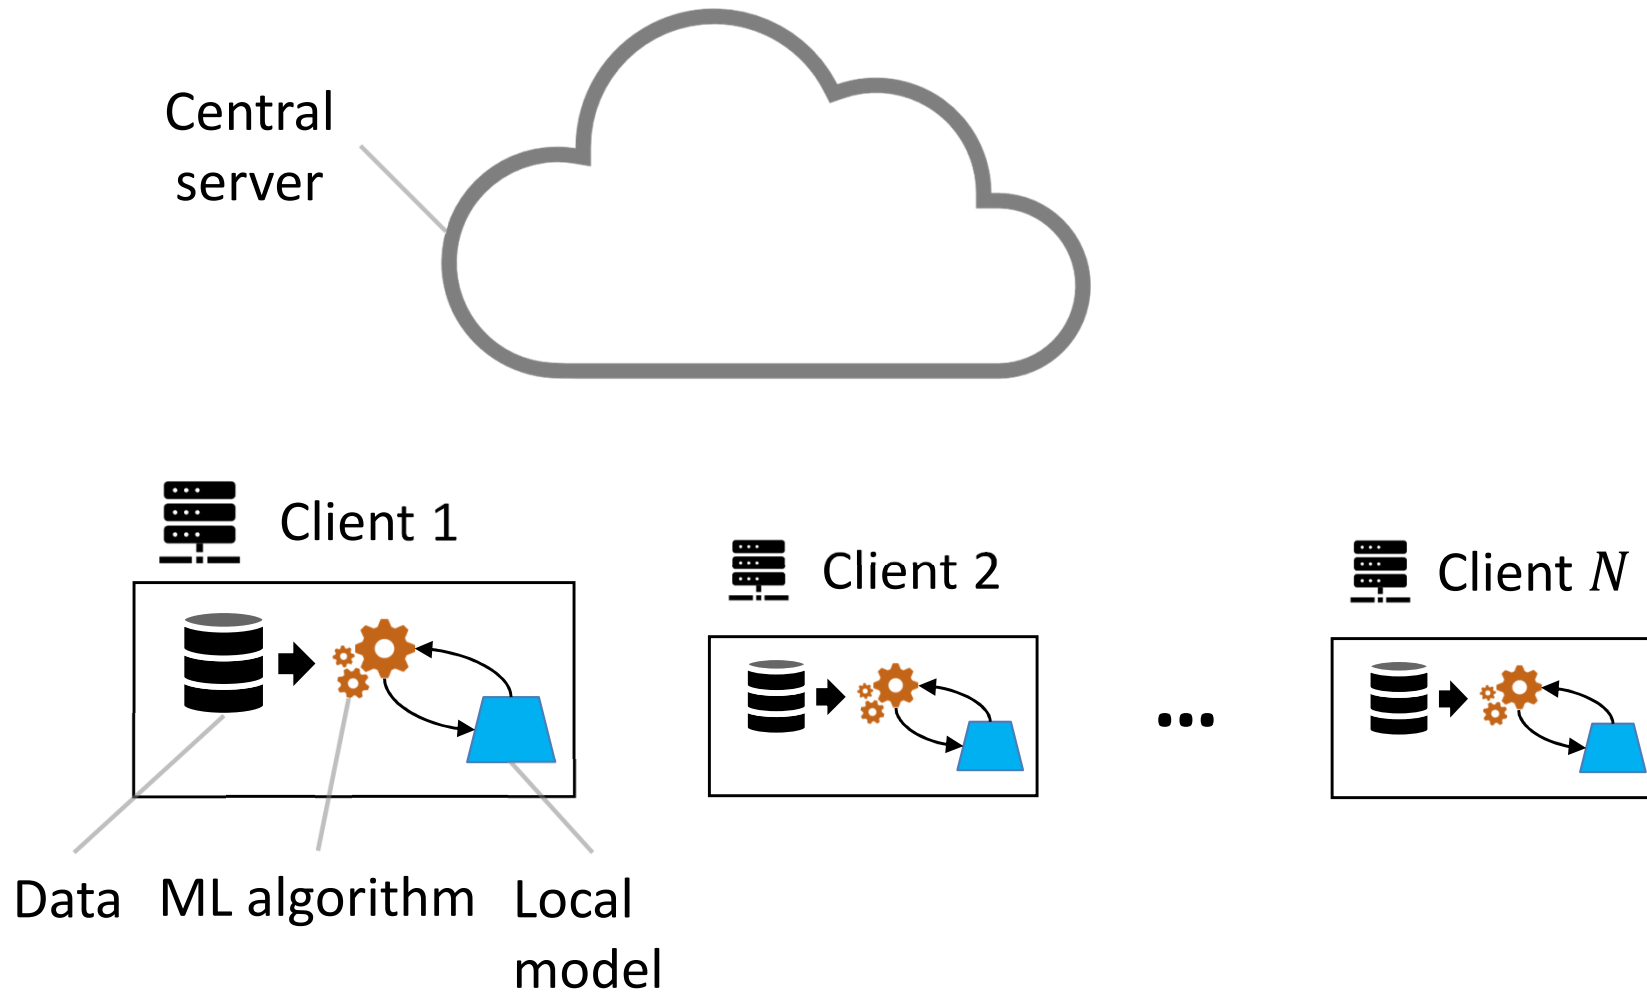 Central
server
Client 1
Client 2
...
Client N
Data
ML algorithm
Local
model